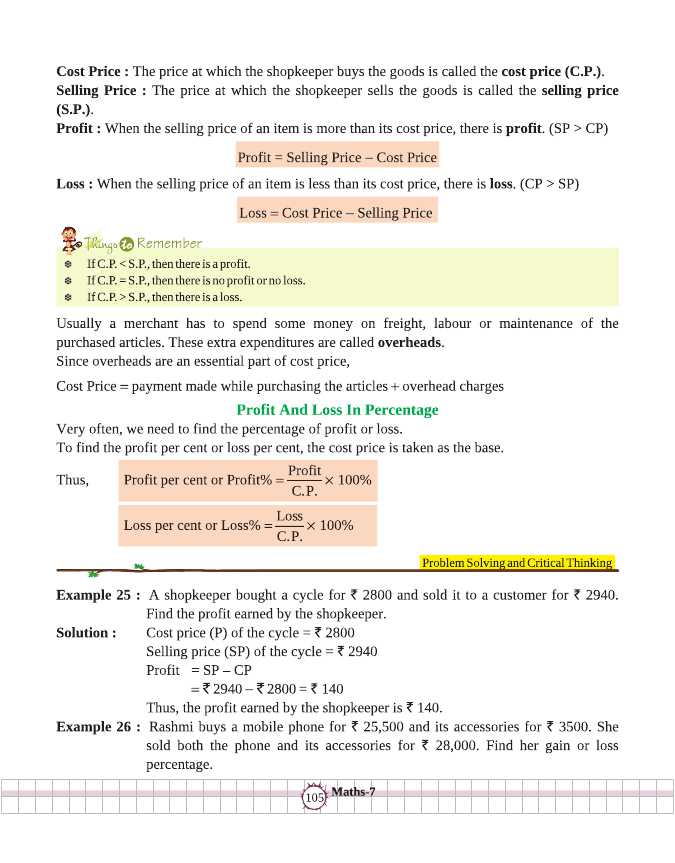 Cost Price : The price at which the shopkeeper buys the goods is called the cost price (C.P.).
Selling Price : The price at which the shopkeeper sells the goods is called the selling price
(S.P.).
Profit : When the selling price of an item is more than its cost price, there is profit. (SP > CP)
Profit = Selling Price – Cost Price
Loss : When the selling price of an item is less than its cost price, there is loss. (CP > SP)
Loss = Cost Price – Selling Price
Things to Remember
❁ If C.P. < S.P., then there is a profit.
❁ If C.P. = S.P., then there is no profit or no loss.
❁ If C.P. > S.P., then there is a loss.
Usually a merchant has to spend some money on freight, labour or maintenance of the
purchased articles. These extra expenditures are called overheads.
Since overheads are an essential part of cost price,
Cost Price = payment made while purchasing the articles + overhead charges
Profit And Loss In Percentage
Very often, we need to find the percentage of profit or loss.
To find the profit per cent or loss per cent, the cost price is taken as the base.
Thus, Profit per cent or Profit% = Profit/C.P. × 100%
Loss per cent or Loss% = Loss/C.P. × 100%
Problem Solving and Critical Thinking
Example 25 : A shopkeeper bought a cycle for ₹ 2800 and sold it to a customer for ₹ 2940.
Find the profit earned by the shopkeeper.
Solution : Cost price (P) of the cycle = ₹ 2800
Selling price (SP) of the cycle = ₹ 2940
Profit = SP – CP
= ₹ 2940 – ₹ 2800 = ₹ 140
Thus, the profit earned by the shopkeeper is ₹ 140.
Example 26 : Rashmi buys a mobile phone for ₹ 25,500 and its accessories for ₹ 3500. She
sold both the phone and its accessories for ₹ 28,000. Find her gain or loss
percentage.
105 Maths-7